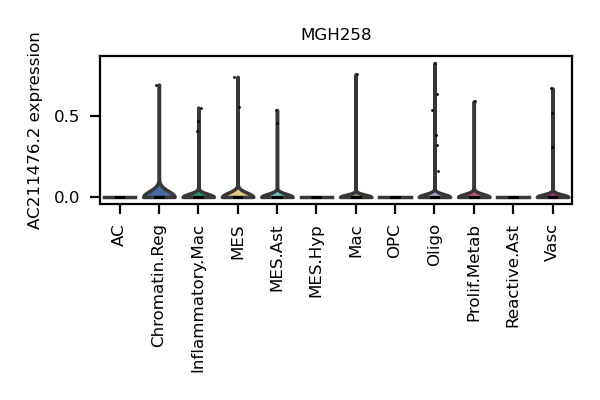 MGH258
AC211476.2 expression
0.5
0.0
AC
Chromatin.Reg
Inflammatory.Mac
MES
MES.Ast
MES.Hyp
Mac
OPC
Oligo
Prolif.Metab
Reactive.Ast
Vasc